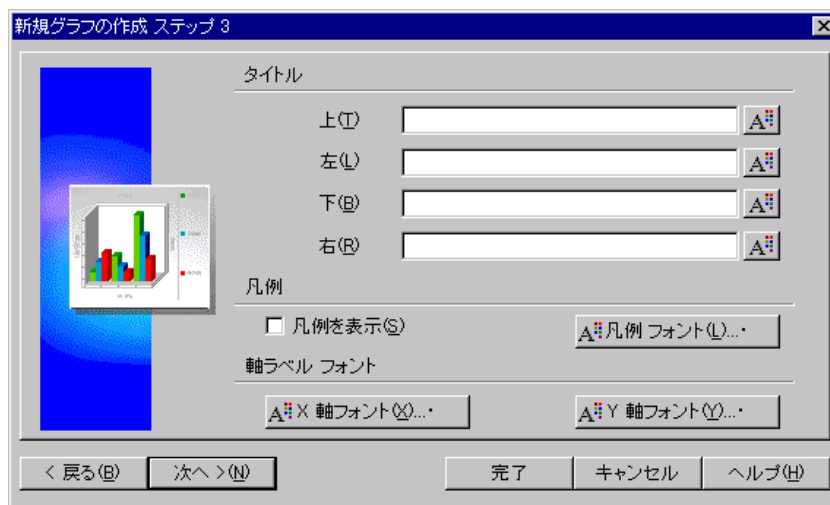 新規グラフの作成 ステップ 3
タイトル
上(T)
左(L)
下(B)
右(R)
凡例
凡例を表示(S)
凡例 フォント(L)...
軸ラベル フォント
X 軸フォント(X)...
Y 軸フォント(Y)...
< 戻る(B)
次へ >(N)
完了
キャンセル
ヘルプ(H)